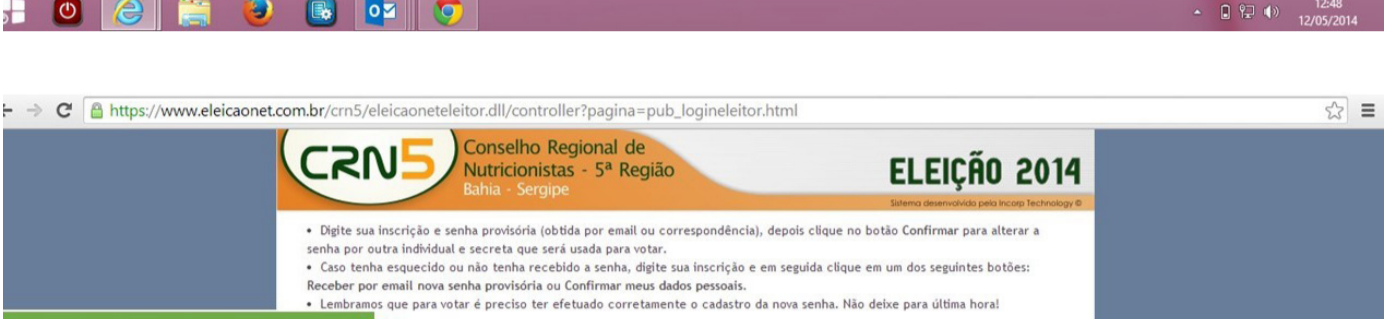 12:48
12/05/2014
https://www.eleicaonet.com.br/crn5/eleicaoneteleitor.dll/controller?pagina=pub_logineleitor.html
CRN5
Conselho Regional de
Nutricionistas - 5ª Região
Bahia - Sergipe
ELEIÇÃO 2014
Sistema desenvolvido pela Incorp Technology ©
• Digite sua inscrição e senha provisória (obtida por email ou correspondência), depois clique no botão Confirmar para alterar a
senha por outra individual e secreta que será usada para votar.
• Caso tenha esquecido ou não tenha recebido a senha, digite sua inscrição e em seguida clique em um dos seguintes botões:
Receber por email nova senha provisória ou Confirmar meus dados pessoais.
• Lembramos que para votar é preciso ter efetuado corretamente o cadastro da nova senha. Não deixe para última hora!